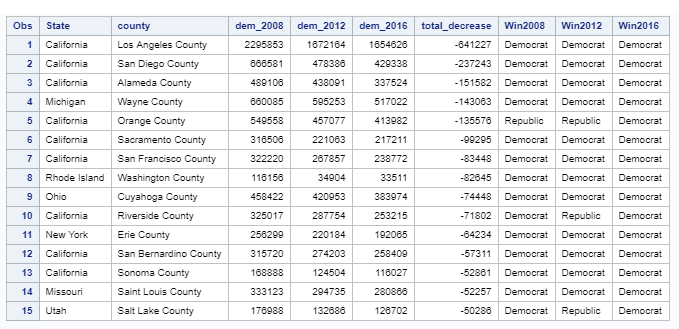 Obs State county dem_2008 dem_2012 dem_2016 total_decrease Win2008 Win2012 Win2016
1 California Los Angeles County 2295853 1672164 1654626 -641227 Democrat Democrat Democrat
2 California San Diego County 666581 478386 429338 -237243 Democrat Democrat Democrat
3 California Alameda County 489106 438091 337524 -151582 Democrat Democrat Democrat
4 Michigan Wayne County 660085 595253 517022 -143063 Democrat Democrat Democrat
5 California Orange County 549558 457077 413982 -135576 Republic Republic Democrat
6 California Sacramento County 316506 221063 217211 -99295 Democrat Democrat Democrat
7 California San Francisco County 322220 267857 238772 -83448 Democrat Democrat Democrat
8 Rhode Island Washington County 116156 34904 33511 -82645 Democrat Democrat Democrat
9 Ohio Cuyahoga County 458422 420953 383974 -74448 Democrat Democrat Democrat
10 California Riverside County 325017 287754 253215 -71802 Democrat Republic Democrat
11 New York Erie County 256299 220184 192065 -64234 Democrat Democrat Democrat
12 California San Bernardino County 315720 274203 258409 -57311 Democrat Democrat Democrat
13 California Sonoma County 168888 124504 116027 -52861 Democrat Democrat Democrat
14 Missouri Saint Louis County 333123 294735 280866 -52257 Democrat Democrat Democrat
15 Utah Salt Lake County 176988 132686 126702 -50286 Democrat Republic Democrat